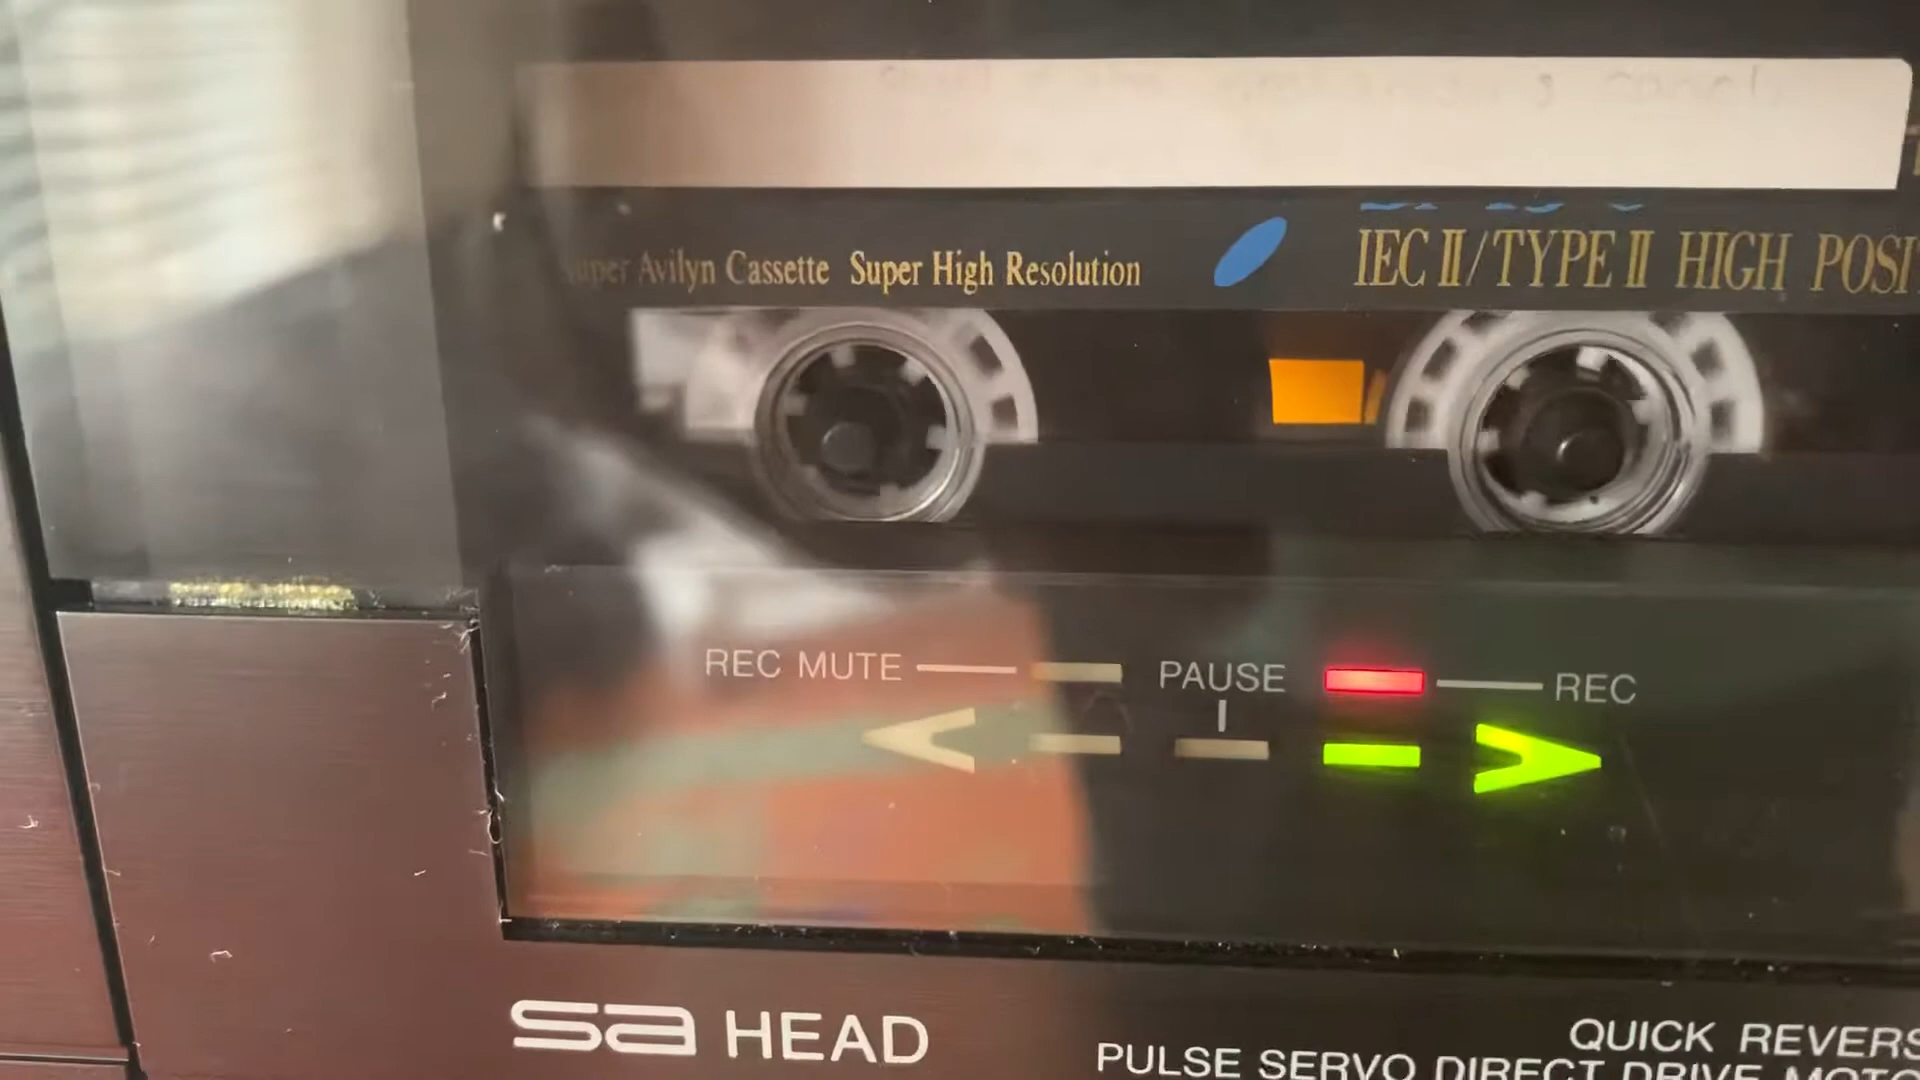 Super Avilyn Cassette Super High Resolution
IEC II/TYPE II HIGH POSI
REC MUTE
PAUSE
REC
sa HEAD
QUICK REVERS
PULSE SERVO DIRECT DRIVE MOTO